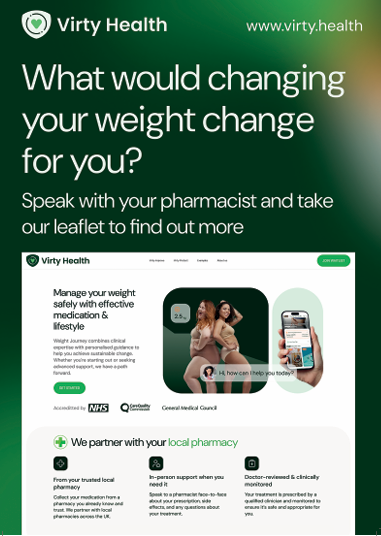 Virty Health
www.virty.health
What would changing
your weight change
for you?
Speak with your pharmacist and take
our leaflet to find out more
Virty Health
Manage your weight
safely with effective
medication &
lifestyle
Weight Journey combines clinical
expertise with personalised guidance to
help you achieve sustainable change.
Whether you're starting out or seeking
advanced support, we have a path
forward.
GET STARTED
2.5
Hi, how can I help you today?
Accredited by
NHS
CareQuality
Commission
General Medical Council
We partner with your local pharmacy
From your trusted local
pharmacy
Collect your medication from a
pharmacy you already know and
trust. We partner with local
pharmacies across the UK.
In-person support when you
need it
Speak to a pharmacist face-to-face
about your prescription, side
effects, and any questions about
your treatment.
Doctor-reviewed & clinically
monitored
Your treatment is prescribed by a
qualified clinician and monitored to
ensure it's safe and appropriate for
you.